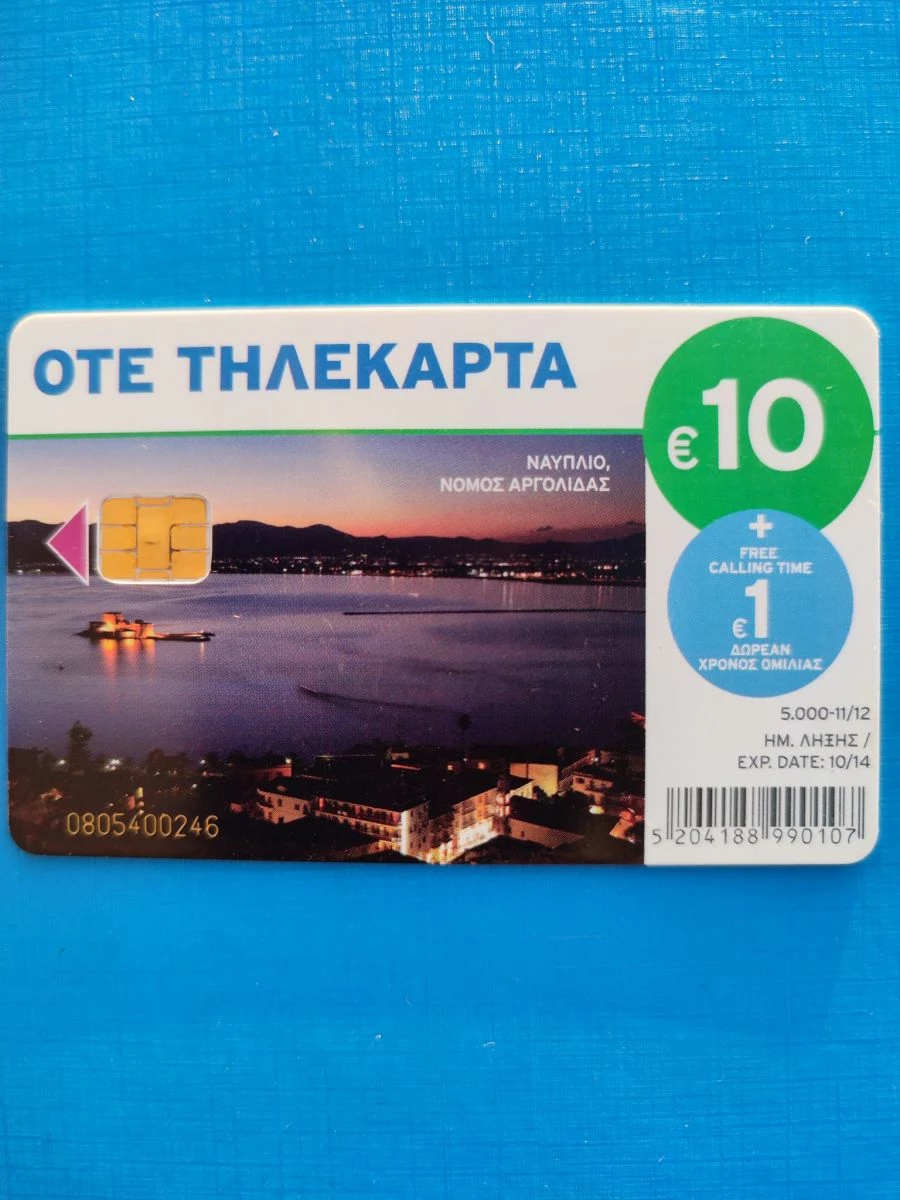 ΟΤΕ ΤΗΛΕΚΑΡΤΑ
€10
ΝΑΥΠΛΙΟ,
ΝΟΜΟΣ ΑΡΓΟΛΙΔΑΣ
+
FREE
CALLING TIME
€1
ΔΩΡΕΑΝ
ΧΡΟΝΟΣ ΟΜΙΛΙΑΣ
5.000-11/12
ΗΜ. ΛΗΞΗΣ /
EXP. DATE: 10/14
0805400246
5 204188 990107